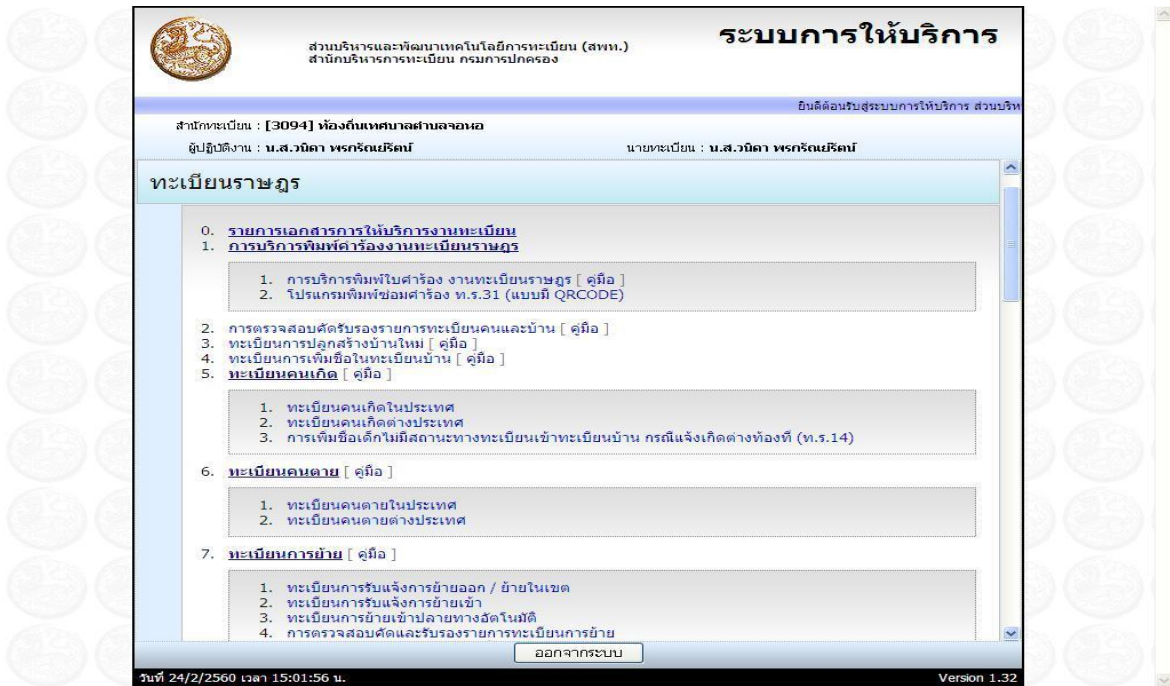 ระบบการให้บริการ
ส่วนบริหารและพัฒนาเทคโนโลยีการทะเบียน (สพท.)
สำนักบริหารการทะเบียน กรมการปกครอง
ยินดีต้อนรับสู่ระบบการให้บริการ ส่วนบริห
สำนักทะเบียน : [3094] ท้องถิ่นเทศบาลตำบลจอหอ
ผู้ปฏิบัติงาน : น.ส.วนิดา พรกรัณย์รัตน์ นายทะเบียน : น.ส.วนิดา พรกรัณย์รัตน์
ทะเบียนราษฎร
0. รายการเอกสารการให้บริการงานทะเบียน
1. การบริการพิมพ์คำร้องงานทะเบียนราษฎร
1. การบริการพิมพ์ใบคำร้อง งานทะเบียนราษฎร [ คู่มือ ]
2. โปรแกรมพิมพ์ซ่อมคำร้อง ท.ร.31 (แบบมี QRCODE)
2. การตรวจสอบคัดรับรองรายการทะเบียนคนและบ้าน [ คู่มือ ]
3. ทะเบียนการปลูกสร้างบ้านใหม่ [ คู่มือ ]
4. ทะเบียนการเพิ่มชื่อในทะเบียนบ้าน [ คู่มือ ]
5. ทะเบียนคนเกิด [ คู่มือ ]
1. ทะเบียนคนเกิดในประเทศ
2. ทะเบียนคนเกิดต่างประเทศ
3. การเพิ่มชื่อเด็กไม่มีสถานะทางทะเบียนเข้าทะเบียนบ้าน กรณีแจ้งเกิดต่างท้องที่ (ท.ร.14)
6. ทะเบียนคนตาย [ คู่มือ ]
1. ทะเบียนคนตายในประเทศ
2. ทะเบียนคนตายต่างประเทศ
7. ทะเบียนการย้าย [ คู่มือ ]
1. ทะเบียนการรับแจ้งการย้ายออก / ย้ายในเขต
2. ทะเบียนการรับแจ้งการย้ายเข้า
3. ทะเบียนการย้ายเข้าปลายทางอัตโนมัติ
4. การตรวจสอบคัดและรับรองรายการทะเบียนการย้าย
ออกจากระบบ
วันที่ 24/2/2560 เวลา 15:01:56 น. Version 1.32